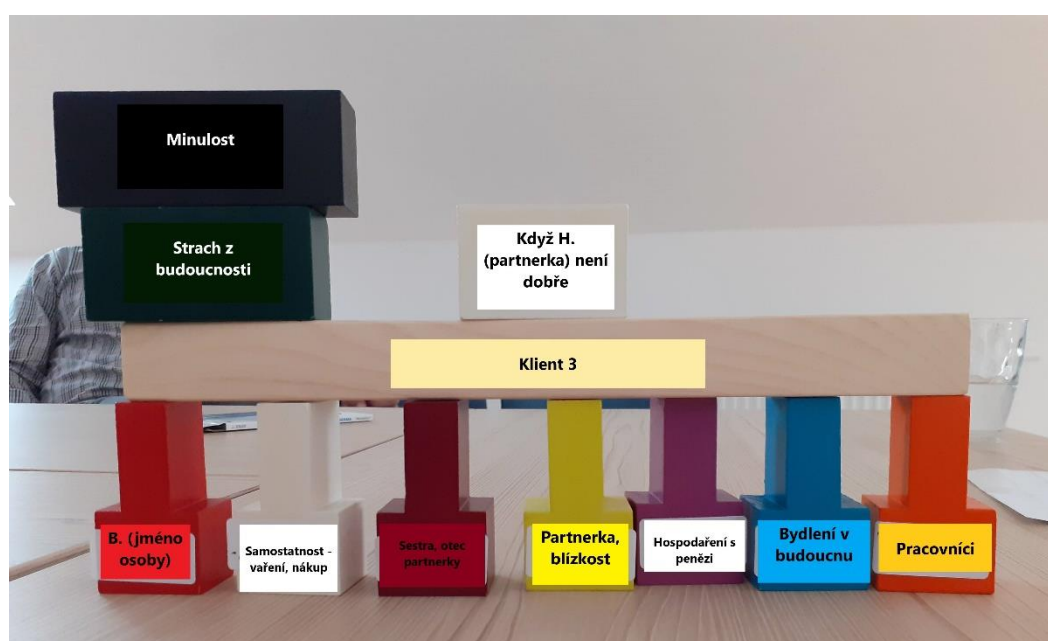 Minulost
Strach z
budoucnosti
Když H.
(partnerka) není
dobře
Klient 3
B. (jméno
osoby)
Samostatnost -
vaření, nákup
Sestra, otec
partnerky
Partnerka,
blízkost
Hospodaření s
penězi
Bydlení v
budoucnu
Pracovníci